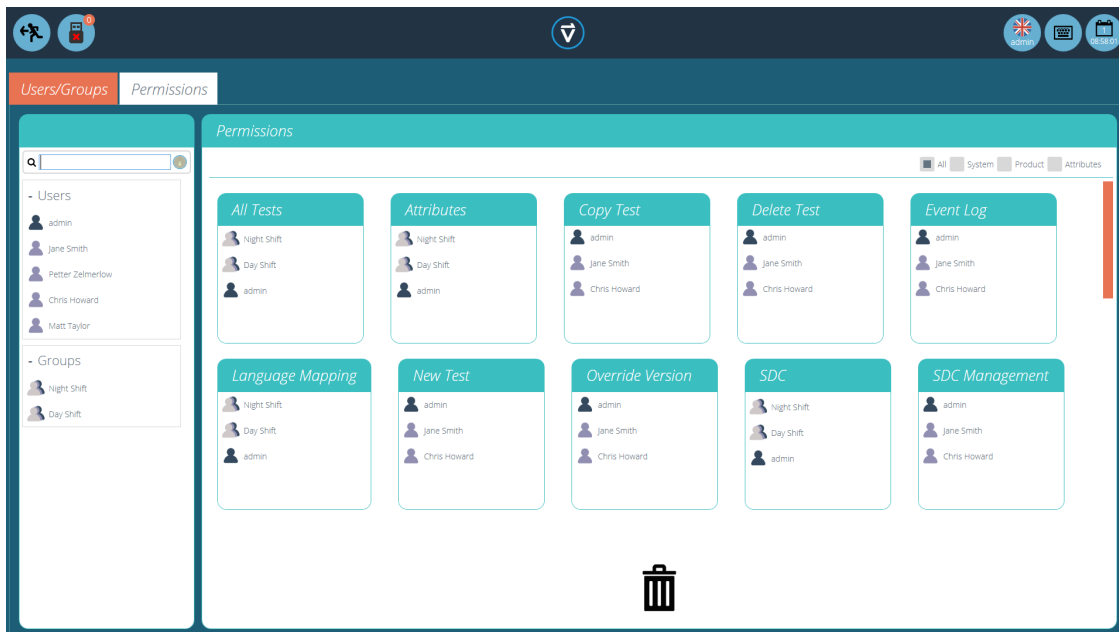 0
admin
1
08:58:01
Users/Groups
Permissions
Permissions
All
System
Product
Attributes
- Users
admin
Jane Smith
Petter Zelmerlow
Chris Howard
Matt Taylor
- Groups
Night Shift
Day Shift
All Tests
Night Shift
Day Shift
admin
Attributes
Night Shift
Day Shift
admin
Copy Test
admin
Jane Smith
Chris Howard
Delete Test
admin
Jane Smith
Chris Howard
Event Log
admin
Jane Smith
Chris Howard
Language Mapping
Night Shift
Day Shift
admin
New Test
admin
Jane Smith
Chris Howard
Override Version
admin
Jane Smith
Chris Howard
SDC
Night Shift
Day Shift
admin
SDC Management
admin
Jane Smith
Chris Howard